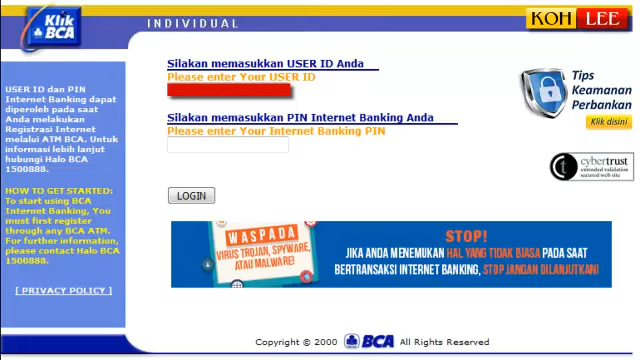 Klik
BCA
INDIVIDUAL
KOH LEE
USER ID dan PIN
Internet Banking dapat
diperoleh pada saat
Anda melakukan
Registrasi Internet
melalui ATM BCA. Untuk
informasi lebih lanjut
hubungi Halo BCA
1500888.
HOW TO GET STARTED:
To start using BCA
Internet Banking, You
must first register
through any BCA ATM.
For further information,
please contact Halo BCA
1500888.
[ PRIVACY POLICY ]
Silakan memasukkan USER ID Anda
Please enter Your USER ID
Silakan memasukkan PIN Internet Banking Anda
Please enter Your Internet Banking PIN
LOGIN
Tips
Keamanan
Perbankan
Klik disini
cybertrust
extended validation
secured web site
WASPADA
VIRUS TROJAN, SPYWARE,
ATAU MALWARE!
STOP!
JIKA ANDA MENEMUKAN HAL YANG TIDAK BIASA PADA SAAT
BERTRANSAKSI INTERNET BANKING, STOP JANGAN DILANJUTKAN!
Copyright © 2000 BCA All Rights Reserved